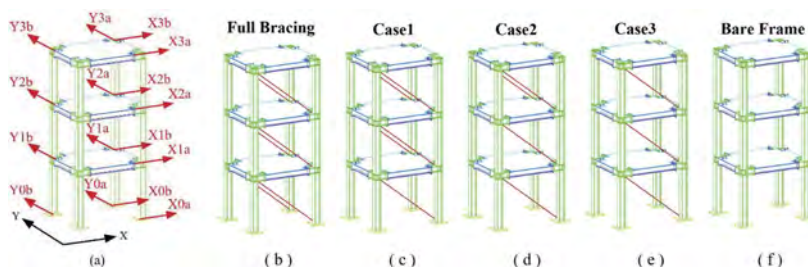 Full Bracing
Case1
Case2
Case3
Bare Frame
Y3b
Y3a
X3b
X3a
Y2b
Y2a
X2b
X2a
Y1b
Y1a
X1b
X1a
Y0b
Y0a
X0b
X0a
Y
X
(a)
( b )
( c )
( d )
( e )
( f )